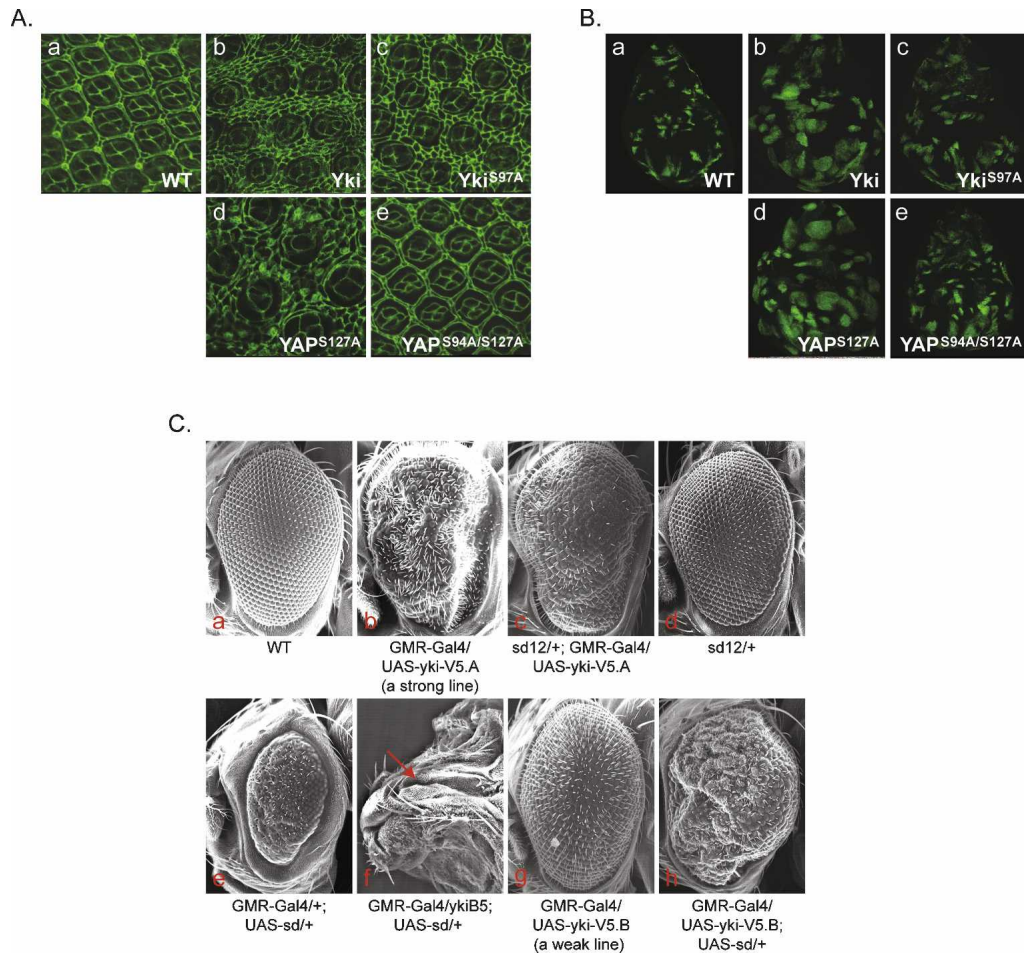 A.
a
WT
b
Yki
c
Yki^S97A
d
YAP^S127A
e
YAP^S94A/S127A
B.
a
WT
b
Yki
c
Yki^S97A
d
YAP^S127A
e
YAP^S94A/S127A
C.
a
WT
b
GMR-Gal4/
UAS-yki-V5.A
(a strong line)
c
sd12/+; GMR-Gal4/
UAS-yki-V5.A
d
sd12/+
e
GMR-Gal4/+;
UAS-sd/+
f
GMR-Gal4/ykiB5;
UAS-sd/+
g
GMR-Gal4/
UAS-yki-V5.B
(a weak line)
h
GMR-Gal4/
UAS-yki-V5.B;
UAS-sd/+